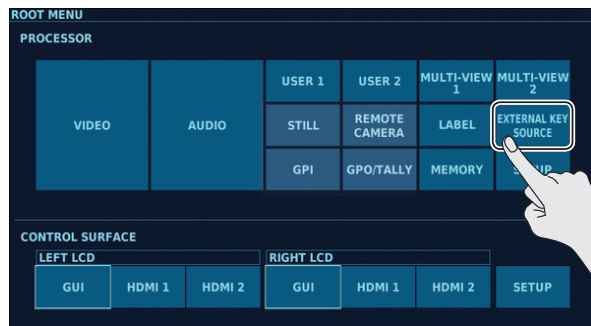 ROOT MENU
PROCESSOR
VIDEO
AUDIO
USER 1
USER 2
MULTI-VIEW
1
MULTI-VIEW
2
STILL
REMOTE
CAMERA
LABEL
EXTERNAL KEY
SOURCE
GPI
GPO/TALLY
MEMORY
CONTROL SURFACE
LEFT LCD
RIGHT LCD
GUI
HDMI 1
HDMI 2
GUI
HDMI 1
HDMI 2
SETUP